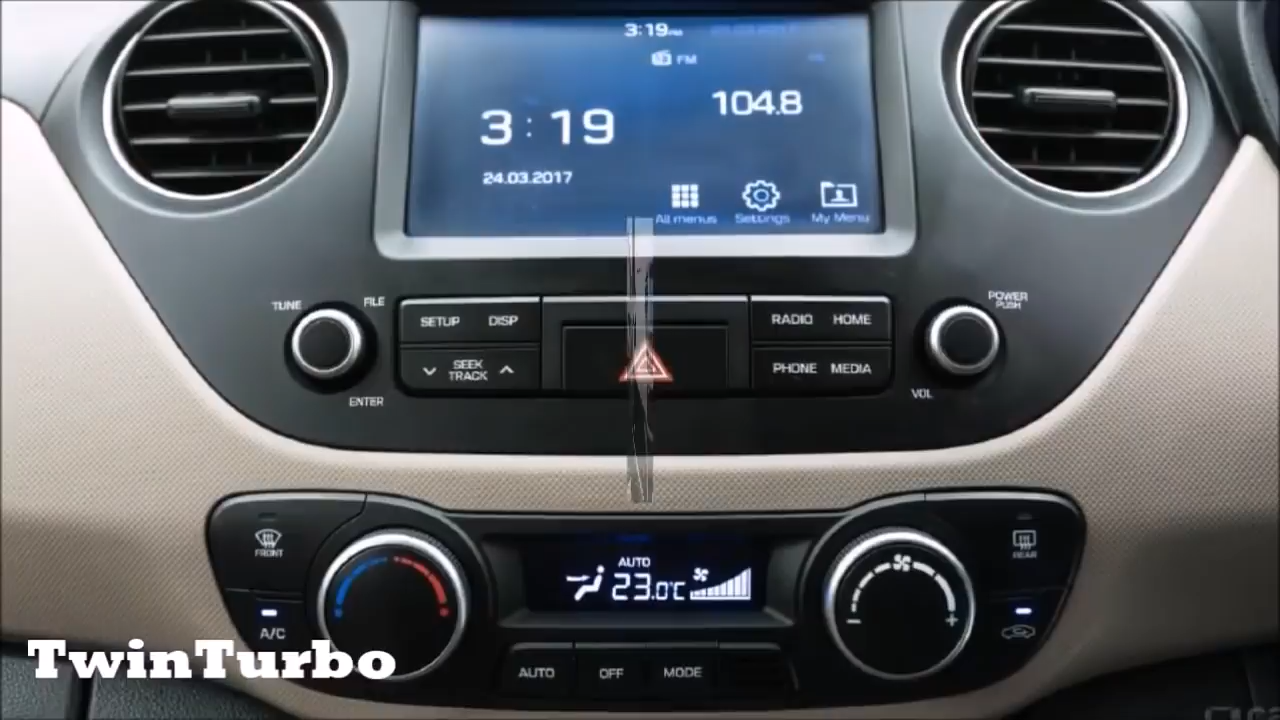 3:19PM
FM
104.8
3:19
24.03.2017
All menus Settings My Menu
TUNE FILE
ENTER
SETUP DISP
SEEK
TRACK
RADIO HOME
PHONE MEDIA
POWER
PUSH
VOL
FRONT
A/C
AUTO
23.0°C
REAR
AUTO OFF MODE
TwinTurbo